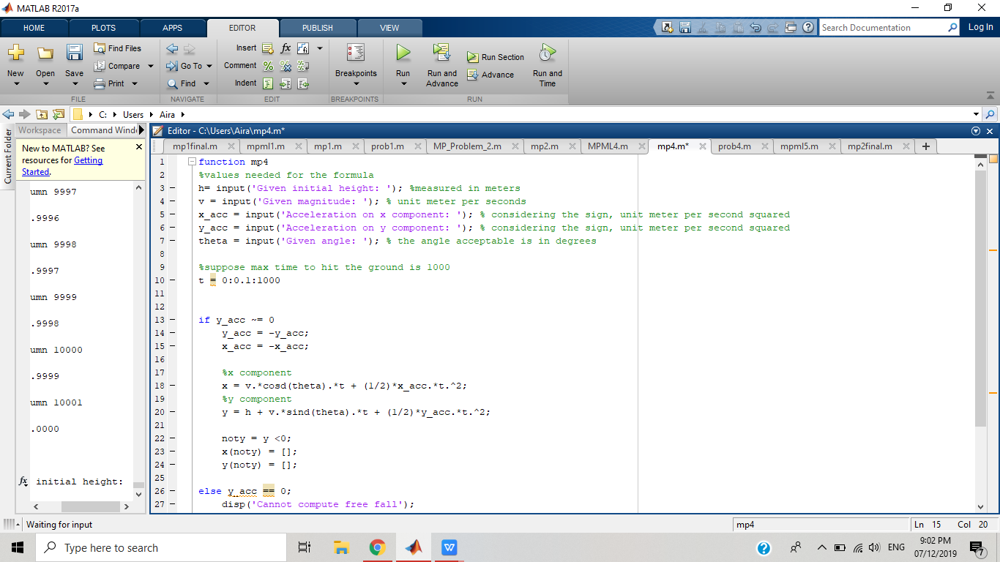 MATLAB R2017a
HOME PLOTS APPS EDITOR PUBLISH VIEW Search Documentation Log In
New Open Save Find Files Compare Print Go To Find Insert fx Comment Indent Breakpoints Run Run and Advance Run Section Advance Run and Time
FILE NAVIGATE EDIT BREAKPOINTS RUN
C: Users Aira
Current Folder
Workspace Command Wind
New to MATLAB? See
resources for Getting
Started.
umn 9997
.9996
umn 9998
.9997
umn 9999
.9998
umn 10000
.9999
umn 10001
.0000
fx initial height:
Editor - C:\Users\Aira\mp4.m*
mp1final.m mpml1.m mp1.m prob1.m MP_Problem_2.m mp2.m MPML4.m mp4.m* prob4.m mpml5.m mp2final.m +
1 function mp4
2 %values needed for the formula
3 – h= input('Given initial height: '); %measured in meters
4 – v = input('Given magnitude: '); % unit meter per seconds
5 – x_acc = input('Acceleration on x component: '); % considering the sign, unit meter per second squared
6 – y_acc = input('Acceleration on y component: '); % considering the sign, unit meter per second squared
7 – theta = input('Given angle: '); % the angle acceptable is in degrees
8
9 %suppose max time to hit the ground is 1000
10 – t = 0:0.1:1000
11
12
13 – if y_acc ~= 0
14 – y_acc = -y_acc;
15 – x_acc = -x_acc;
16
17 %x component
18 – x = v.*cosd(theta).*t + (1/2)*x_acc.*t.^2;
19 %y component
20 – y = h + v.*sind(theta).*t + (1/2)*y_acc.*t.^2;
21
22 – noty = y <0;
23 – x(noty) = [];
24 – y(noty) = [];
25
26 – else y_acc == 0;
27 – disp('Cannot compute free fall');
Waiting for input mp4 Ln 15 Col 20
Type here to search ENG 9:02 PM
07/12/2019 7